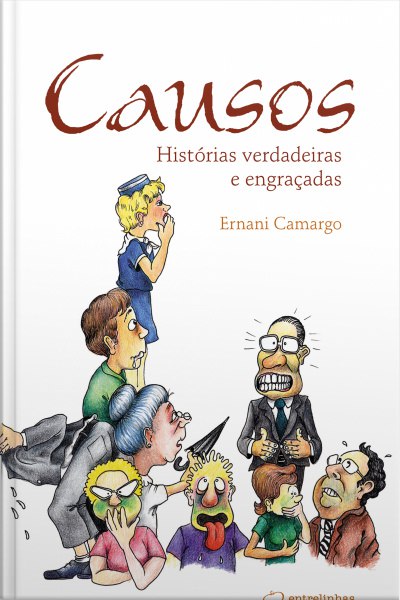 Causos
Histórias verdadeiras
e engraçadas
Ernani Camargo
entrelinhas